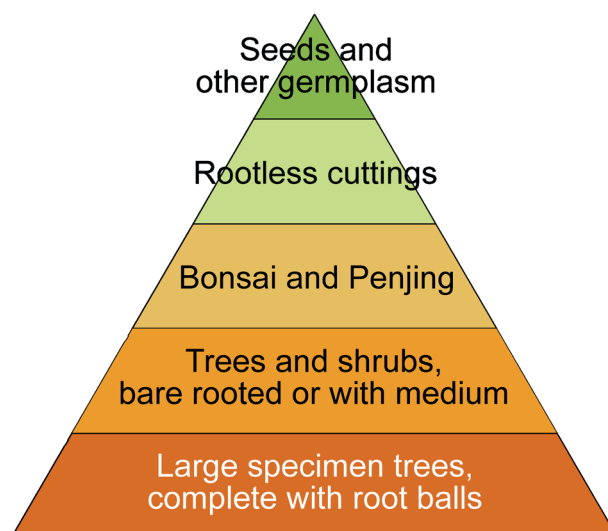 Seeds and
other germplasm
Rootless cuttings
Bonsai and Penjing
Trees and shrubs,
bare rooted or with medium
Large specimen trees,
complete with root balls